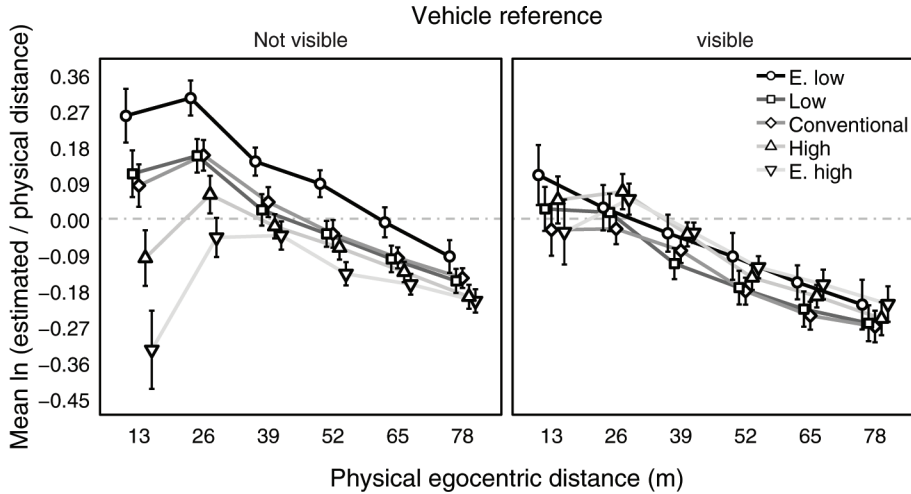 Vehicle reference
Not visible
visible
Mean ln (estimated / physical distance)
0.36
0.27
0.18
0.09
0.00
−0.09
−0.18
−0.27
−0.36
−0.45
E. low
Low
Conventional
High
E. high
13 26 39 52 65 78
13 26 39 52 65 78
Physical egocentric distance (m)